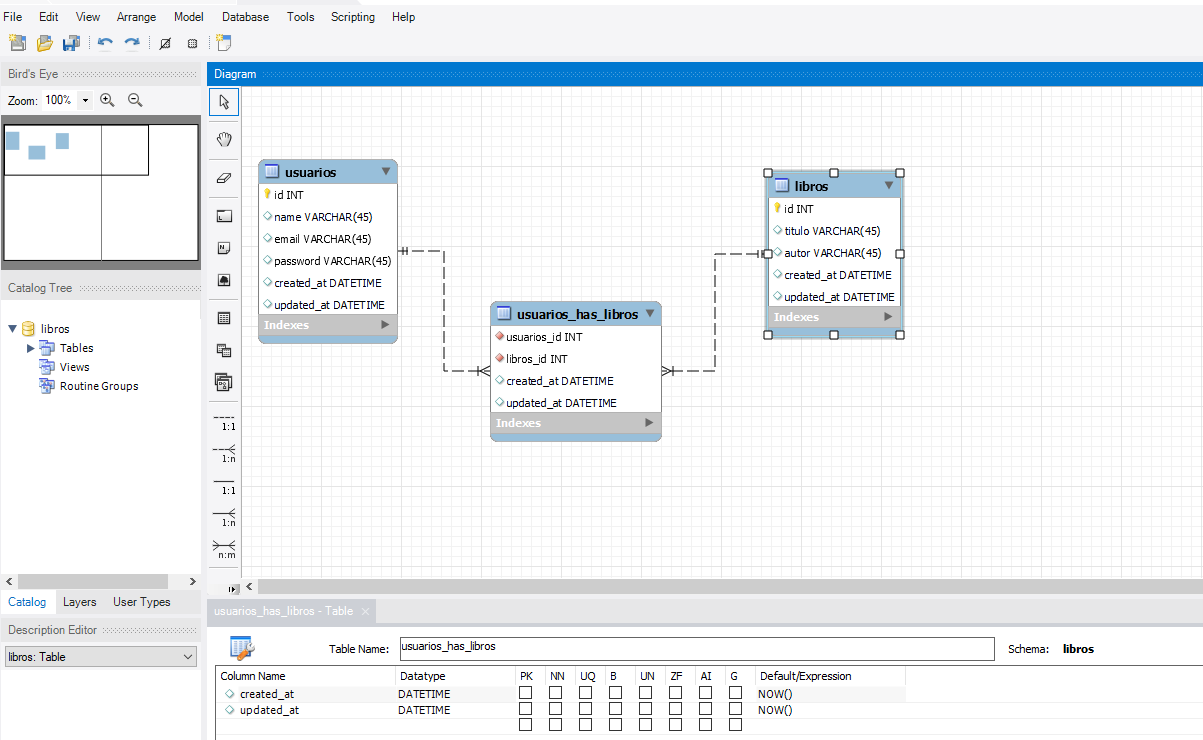 File Edit View Arrange Model Database Tools Scripting Help
Bird's Eye
Zoom: 100%
Catalog Tree
libros
Tables
Views
Routine Groups
Catalog Layers User Types
Description Editor
libros: Table
Diagram
1:1
1:n
1:1
1:n
n:m
usuarios
id INT
name VARCHAR(45)
email VARCHAR(45)
password VARCHAR(45)
created_at DATETIME
updated_at DATETIME
Indexes
usuarios_has_libros
usuarios_id INT
libros_id INT
created_at DATETIME
updated_at DATETIME
Indexes
libros
id INT
titulo VARCHAR(45)
autor VARCHAR(45)
created_at DATETIME
updated_at DATETIME
Indexes
usuarios_has_libros - Table
Table Name: usuarios_has_libros Schema: libros
Column Name Datatype PK NN UQ B UN ZF AI G Default/Expression
created_at DATETIME NOW()
updated_at DATETIME NOW()